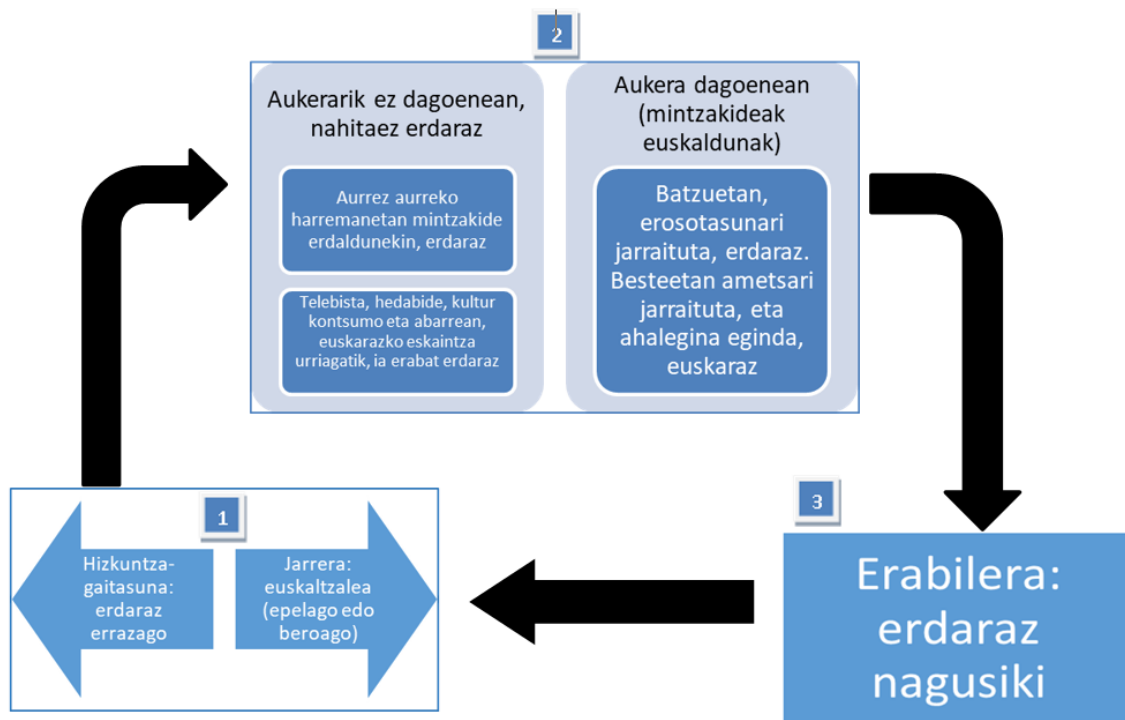 2
Aukerarik ez dagoenean,
nahitaez erdaraz
Aurrez aurreko
harremanetan mintzakide
erdaldunekin, erdaraz
Telebista, hedabide, kultur
kontsumo eta abarrean,
euskarazko eskaintza
urriagatik, ia erabat erdaraz
Aukera dagoenean
(mintzakideak
euskaldunak)
Batzuetan,
erosotasunari
jarraituta, erdaraz.
Besteetan ametsari
jarraituta, eta
ahalegina eginda,
euskaraz
1
Hizkuntza-
gaitasuna:
erdaraz
errazago
Jarrera:
euskaltzalea
(epelago edo
beroago)
3
Erabilera:
erdaraz
nagusiki